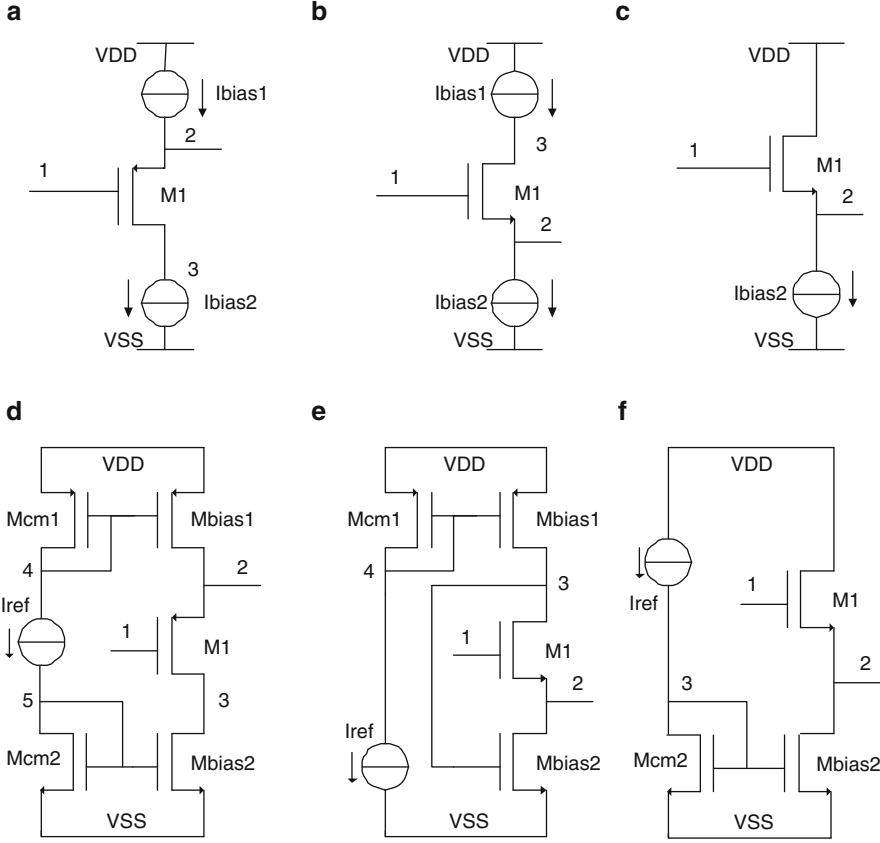 a
VDD
Ibias1
2
1
M1
3
Ibias2
VSS
b
VDD
Ibias1
3
1
M1
2
Ibias2
VSS
c
VDD
1
M1
2
Ibias2
VSS
d
VDD
Mcm1
Mbias1
4
2
Iref
1
M1
5
3
Mcm2
Mbias2
VSS
e
VDD
Mcm1
Mbias1
4
3
1
M1
2
Iref
Mbias2
VSS
f
VDD
Iref
1
M1
2
3
Mcm2
Mbias2
VSS